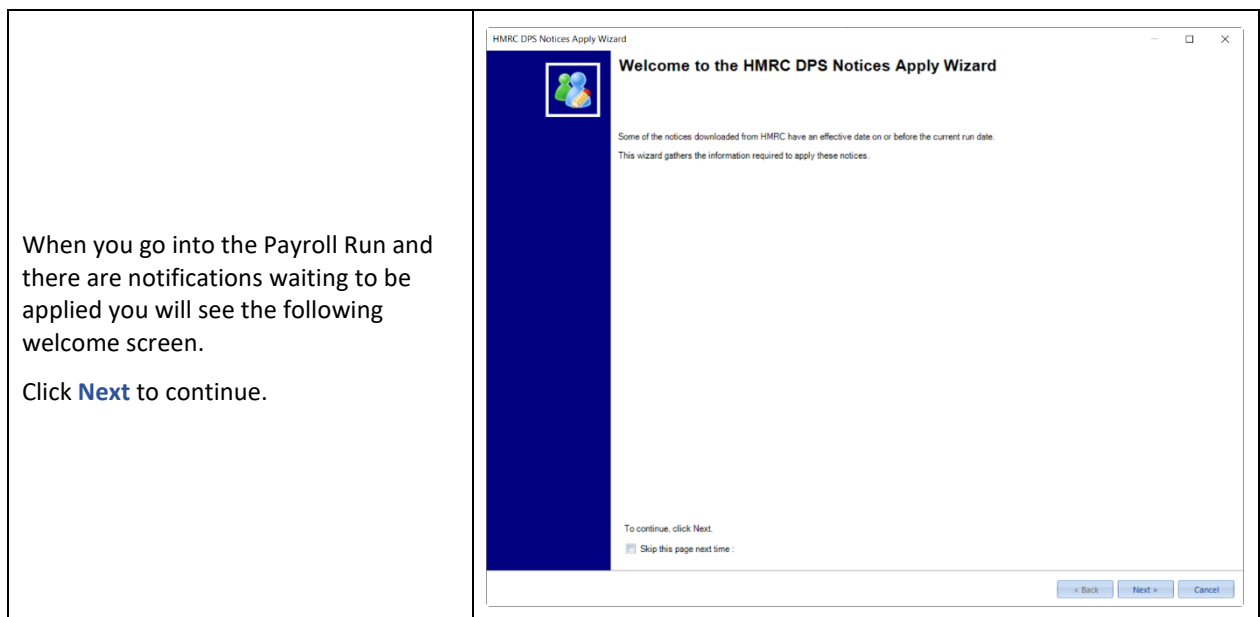 When you go into the Payroll Run and
there are notifications waiting to be
applied you will see the following
welcome screen.
Click Next to continue.
HMRC DPS Notices Apply Wizard
Welcome to the HMRC DPS Notices Apply Wizard
Some of the notices downloaded from HMRC have an effective date on or before the current run date.
This wizard gathers the information required to apply these notices.
To continue, click Next.
Skip this page next time :
< Back Next > Cancel